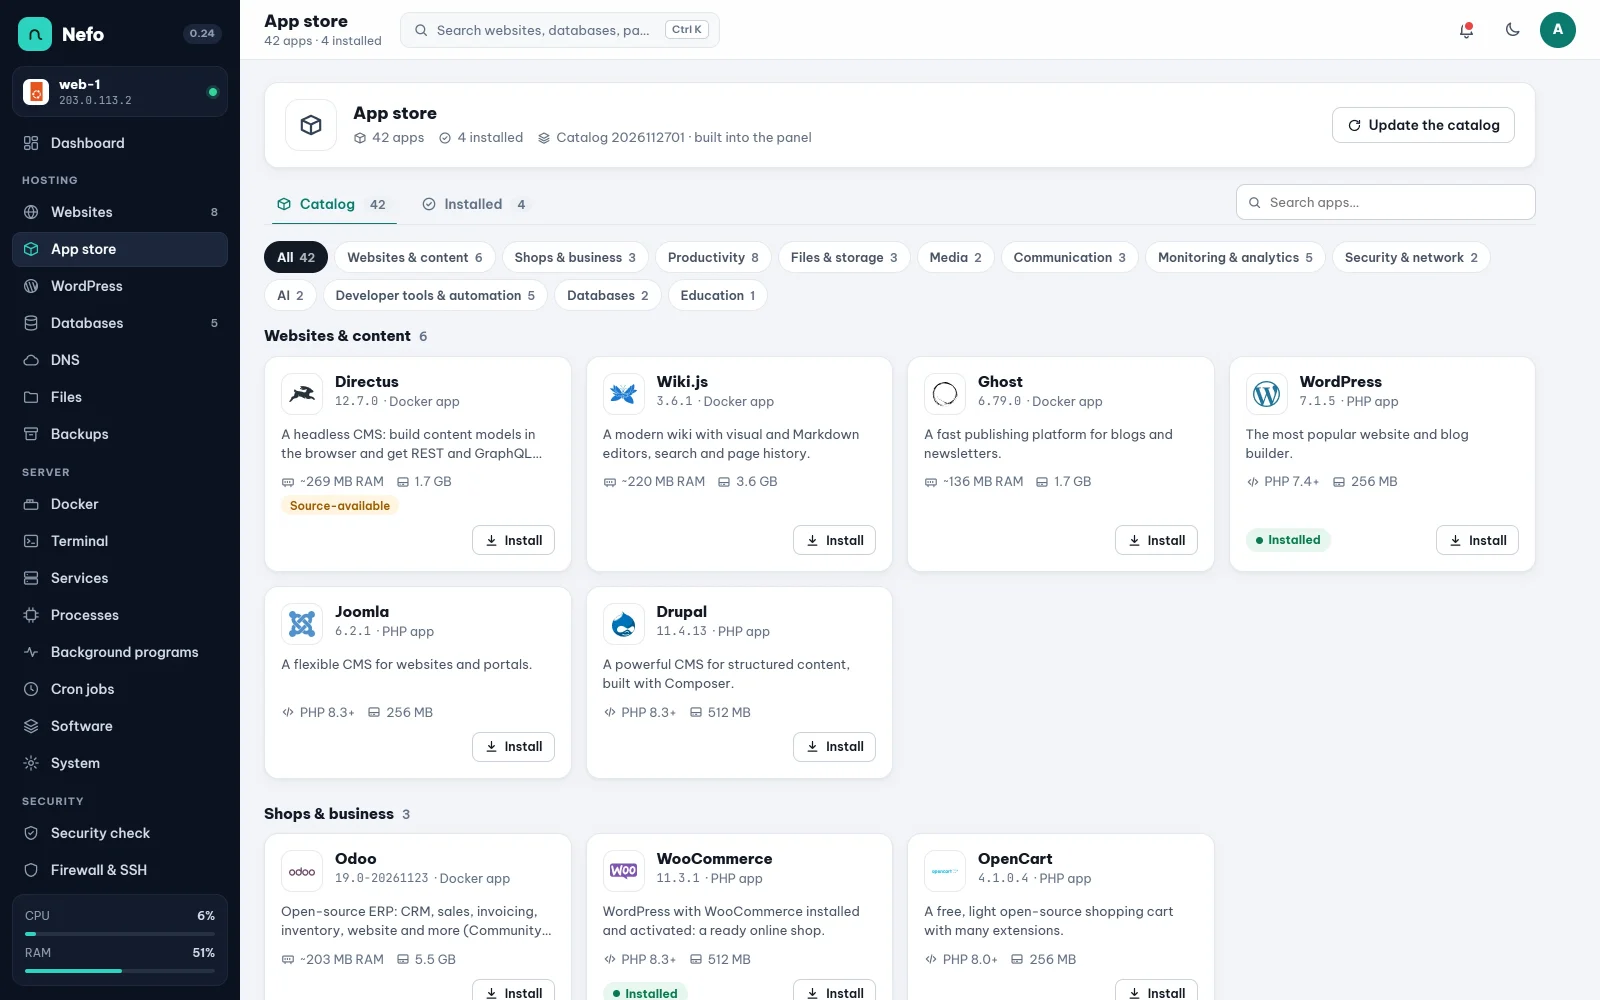 Nefo
0.24
web-1
203.0.113.2
Dashboard
HOSTING
Websites 8
App store
WordPress
Databases 5
DNS
Files
Backups
SERVER
Docker
Terminal
Services
Processes
Background programs
Cron jobs
Software
System
SECURITY
Security check
Firewall & SSH
CPU 6%
RAM 51%
App store
42 apps · 4 installed
Search websites, databases, pa... Ctrl K
A
App store
42 apps 4 installed Catalog 2026112701 · built into the panel
Update the catalog
Catalog 42 Installed 4
Search apps...
All 42 Websites & content 6 Shops & business 3 Productivity 8 Files & storage 3 Media 2 Communication 3 Monitoring & analytics 5 Security & network 2
AI 2 Developer tools & automation 5 Databases 2 Education 1
Websites & content 6
Directus
12.7.0 · Docker app
A headless CMS: build content models in
the browser and get REST and GraphQL...
~269 MB RAM 1.7 GB
Source-available
Install
Wiki.js
3.6.1 · Docker app
A modern wiki with visual and Markdown
editors, search and page history.
~220 MB RAM 3.6 GB
Install
Ghost
6.79.0 · Docker app
A fast publishing platform for blogs and
newsletters.
~136 MB RAM 1.7 GB
Install
WordPress
7.1.5 · PHP app
The most popular website and blog
builder.
PHP 7.4+ 256 MB
Installed Install
Joomla
6.2.1 · PHP app
A flexible CMS for websites and portals.
PHP 8.3+ 256 MB
Install
Drupal
11.4.13 · PHP app
A powerful CMS for structured content,
built with Composer.
PHP 8.3+ 512 MB
Install
Shops & business 3
odoo
Odoo
19.0-20261123 · Docker app
Open-source ERP: CRM, sales, invoicing,
inventory, website and more (Community...
~203 MB RAM 5.5 GB
Install
Woo
WooCommerce
11.3.1 · PHP app
WordPress with WooCommerce installed
and activated: a ready online shop.
PHP 8.3+ 512 MB
Installed Install
opencart
OpenCart
4.1.0.4 · PHP app
A free, light open-source shopping cart
with many extensions.
PHP 8.0+ 256 MB
Install